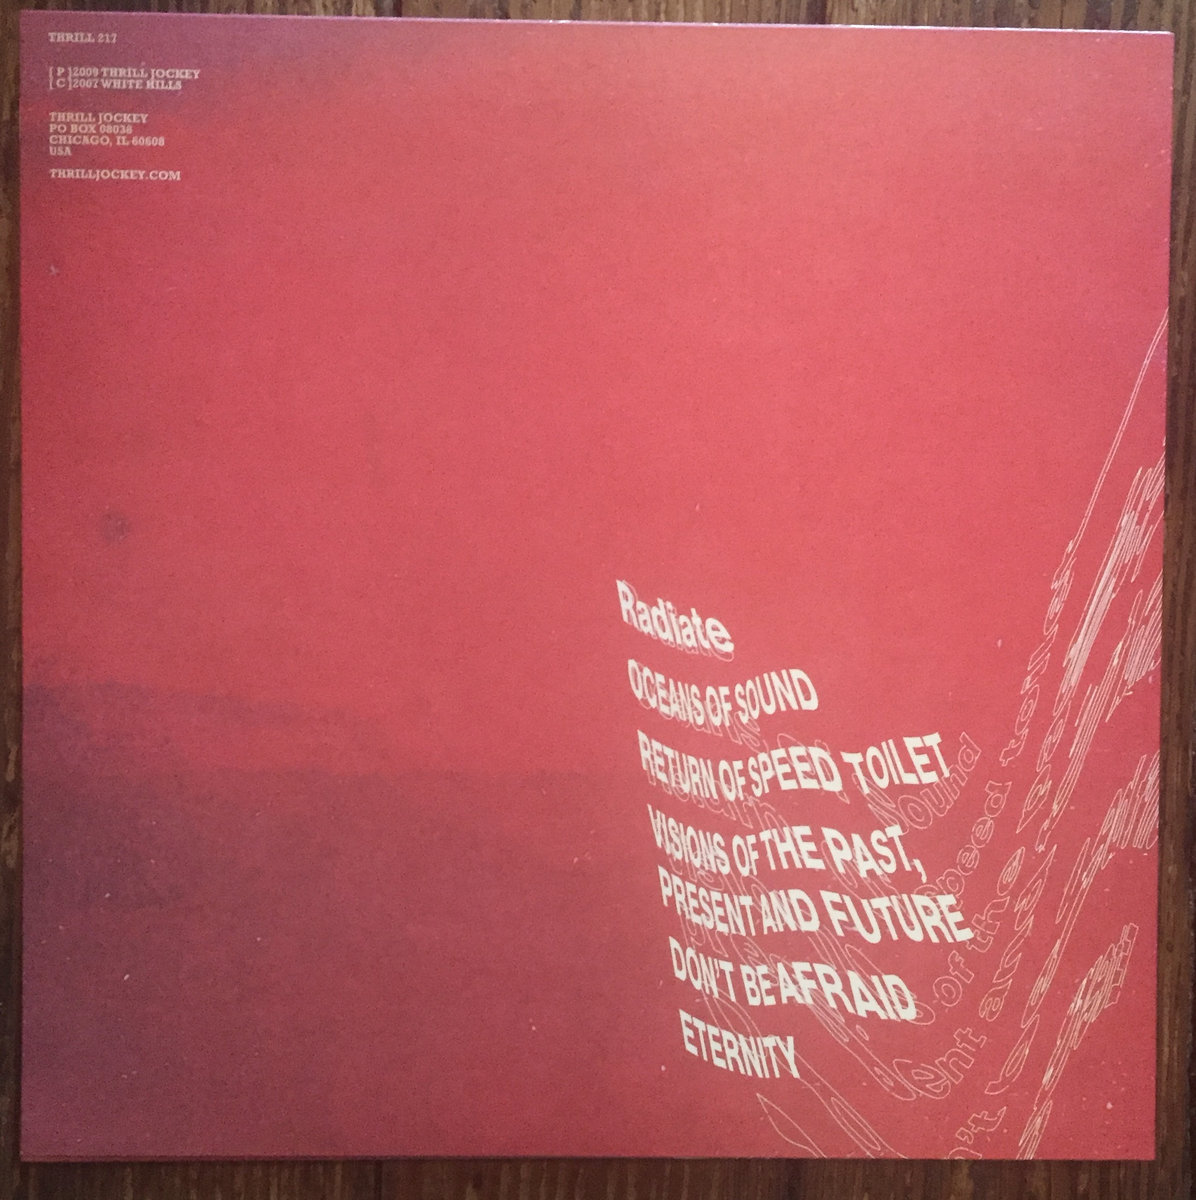 THRILL 217
[ P ]2009 THRILL JOCKEY
[ C ]2007 WHITE HILLS
THRILL JOCKEY
PO BOX 08038
CHICAGO, IL 60608
USA
THRILLJOCKEY.COM
Radiate
OCEANS OF SOUND
RETURN OF SPEED TOILET
VISIONS OF THE PAST,
PRESENT AND FUTURE
DON'T BE AFRAID
ETERNITY